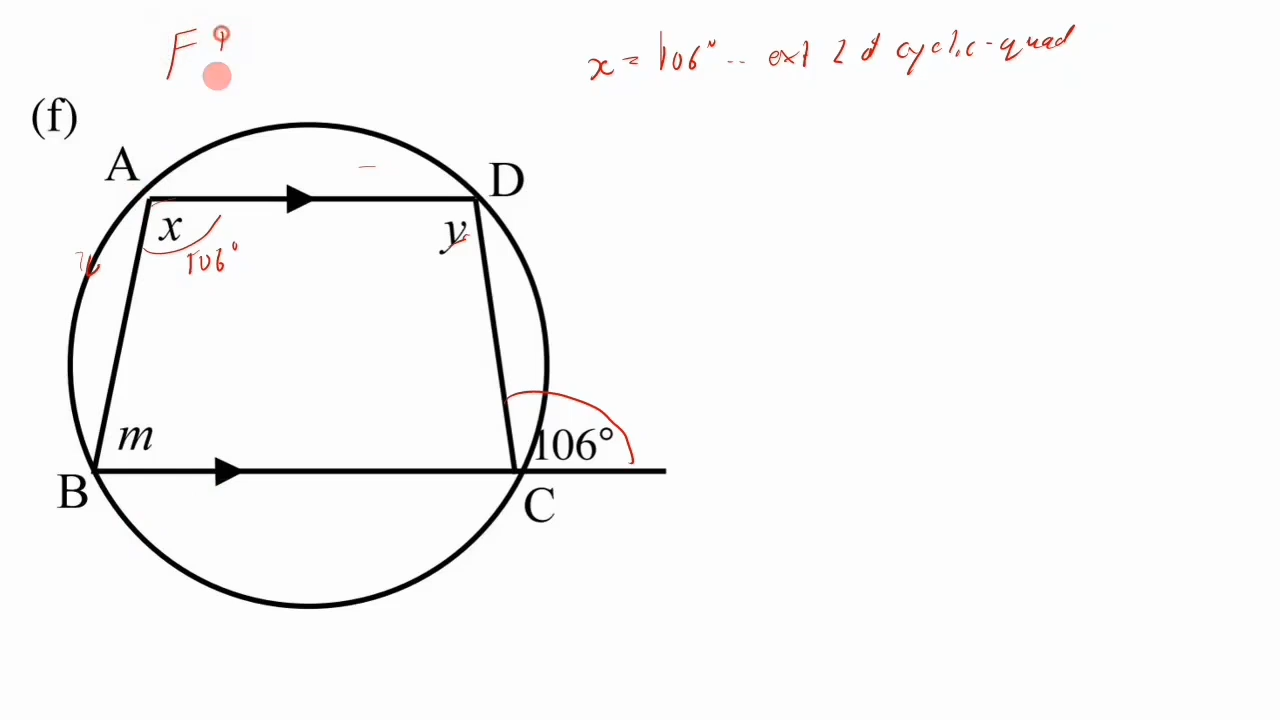 F
x = 106° .. ext ∠ of cyclic-quad
(f)
A
D
x
y
106°
m
106°
B
C